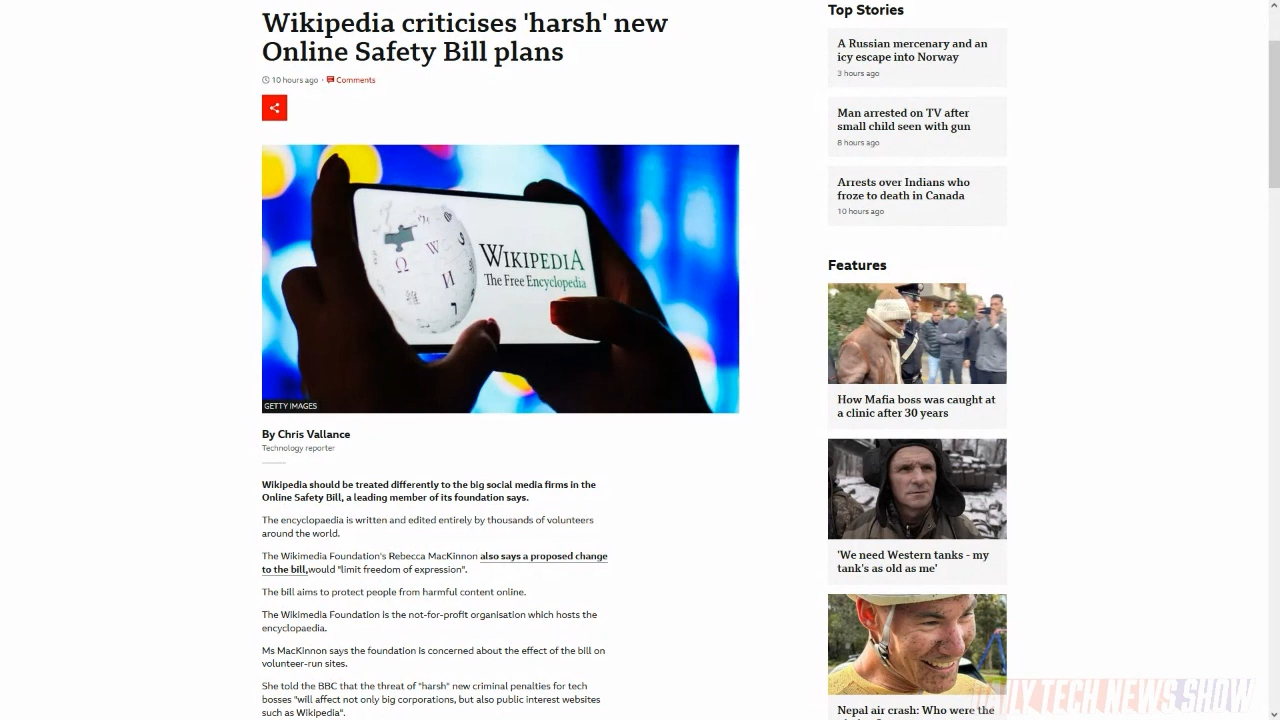 Wikipedia criticises 'harsh' new
Online Safety Bill plans
10 hours ago
Comments
WIKIPEDIA
The Free Encyclopedia
GETTY IMAGES
By Chris Vallance
Technology reporter
Wikipedia should be treated differently to the big social media firms in the
Online Safety Bill, a leading member of its foundation says.
The encyclopaedia is written and edited entirely by thousands of volunteers
around the world.
The Wikimedia Foundation's Rebecca MacKinnon also says a proposed change
to the bill,would "limit freedom of expression".
The bill aims to protect people from harmful content online.
The Wikimedia Foundation is the not-for-profit organisation which hosts the
encyclopaedia.
Ms MacKinnon says the foundation is concerned about the effect of the bill on
volunteer-run sites.
She told the BBC that the threat of "harsh" new criminal penalties for tech
bosses "will affect not only big corporations, but also public interest websites
such as Wikipedia".
Top Stories
A Russian mercenary and an
icy escape into Norway
3 hours ago
Man arrested on TV after
small child seen with gun
8 hours ago
Arrests over Indians who
froze to death in Canada
10 hours ago
Features
How Mafia boss was caught at
a clinic after 30 years
'We need Western tanks - my
tank's as old as me'
Nepal air crash: Who were the
DAILY TECH NEWS SHOW